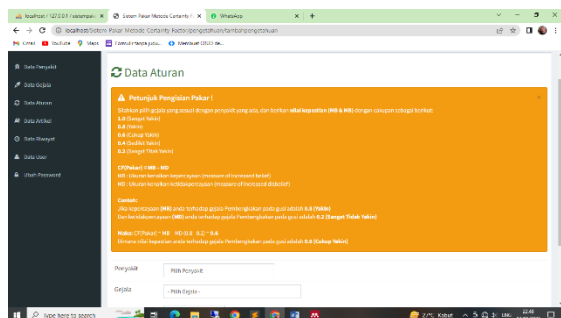 localhost / 127.0.0.1 / sistempakar
Sistem Pakar Metode Certainty F
WhatsApp
localhost/Sistem Pakar Metode Certainty Factor/pengetahuan/tambahpengetahuan
Gmail YouTube Maps
Data Penyakit
Data Gejala
Data Aturan
Data Artikel
Data Riwayat
Data User
Ubah Password
Data Aturan
Petunjuk Pengisian Pakar !
Silahkan pilih gejala yang sesuai dengan penyakit yang ada, dan berikan nilai kepastian (MB & MD) dengan cakupan sebagai berikut:
1.0 (Sangat Yakin)
0.8 (Yakin)
0.6 (Cukup Yakin)
0.4 (Sedikit Yakin)
0.2 (Sangat Tidak Yakin)
CF(Pakar) = MB – MD
MB : Ukuran kenaikan kepercayaan (measure of increased belief)
MD : Ukuran kenaikan ketidakpercayaan (measure of increased disbelief)
Contoh:
Jika kepercayaan (MB) anda terhadap gejala Pembengkakan pada gusi adalah 0.8 (Yakin)
Dan ketidakpercayaan (MD) anda terhadap gejala Pembengkakan pada gusi adalah 0.2 (Sangat Tidak Yakin)
Maka: CF(Pakar) = MB – MD (0.8 - 0.2) = 0.6
Dimana nilai kepastian anda terhadap gejala Pembengkakan pada gusi adalah 0.6 (Cukup Yakin)
Penyakit
Pilih Penyakit
Gejala
- Pilih Gejala -
Type here to search
27°C Kabut
22.48